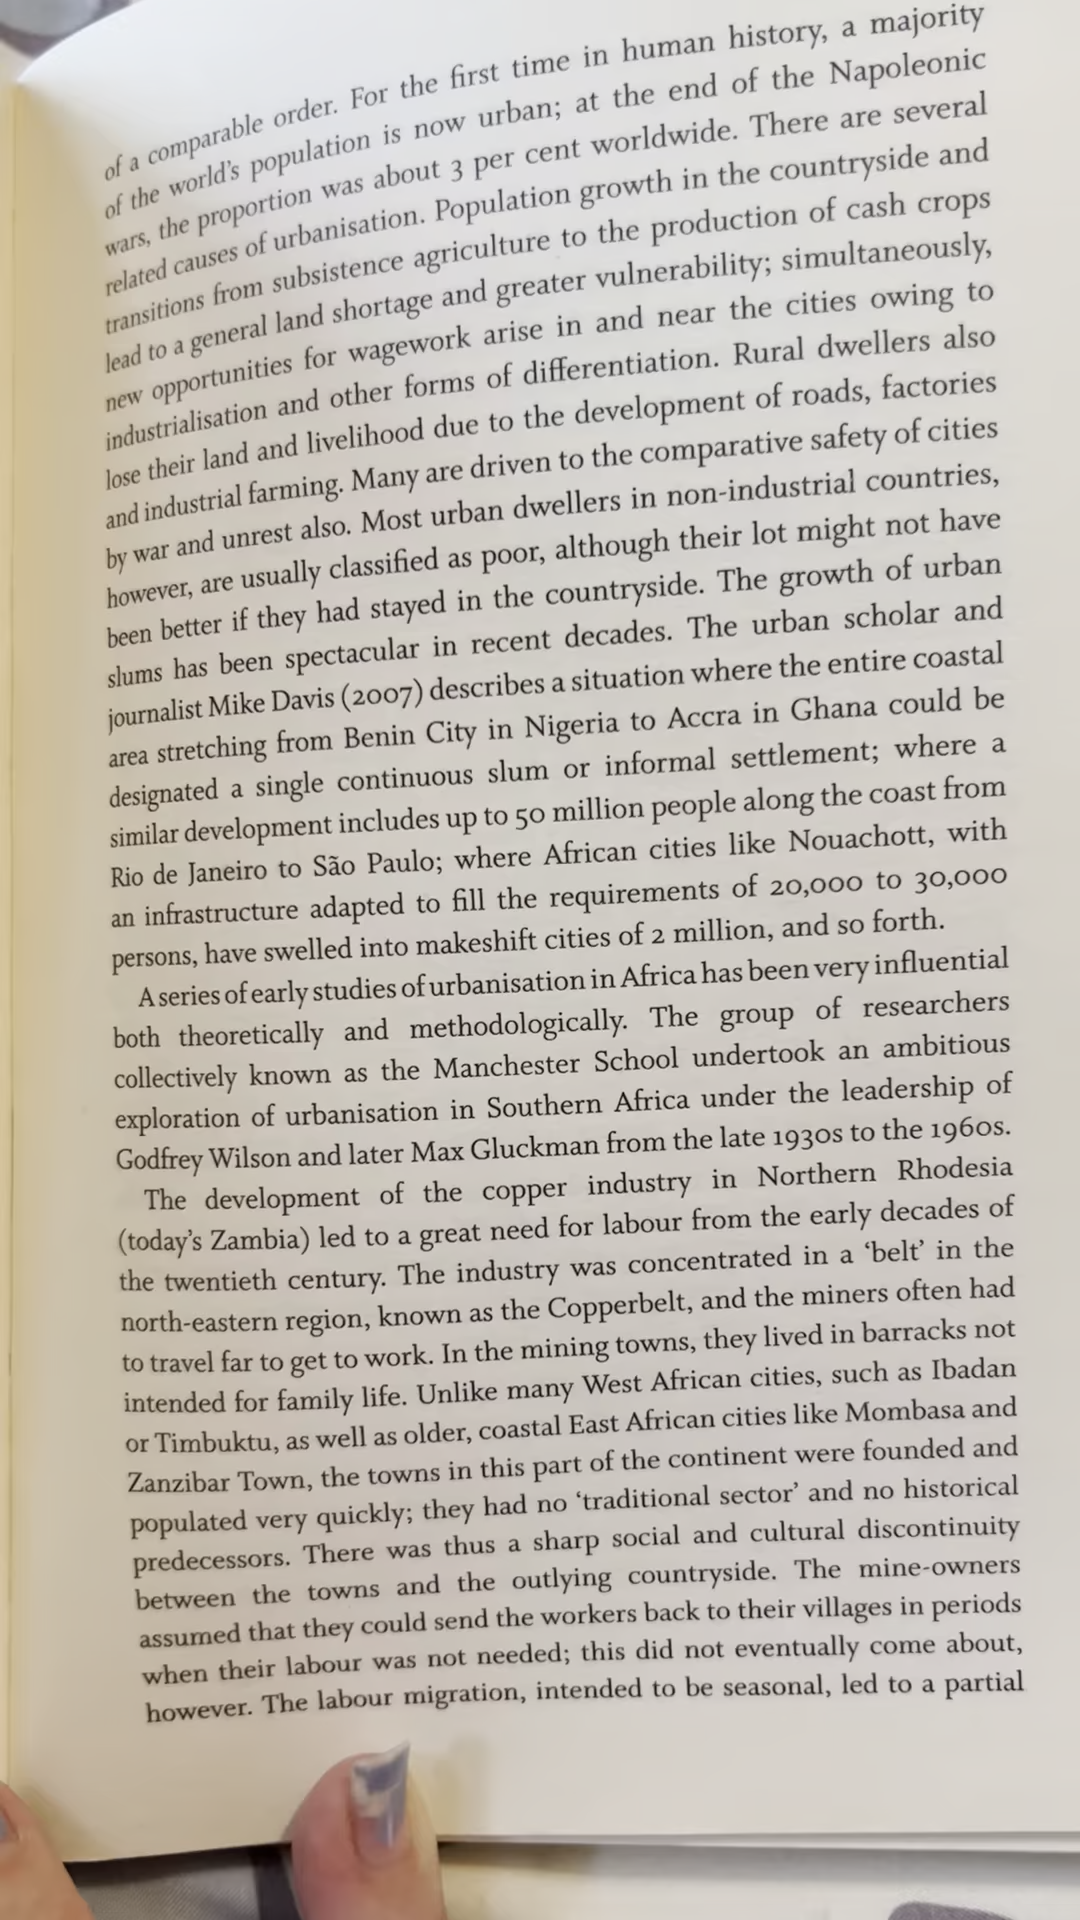 of a comparable order. For the first time in human history, a majority
of the world's population is now urban; at the end of the Napoleonic
wars, the proportion was about 3 per cent worldwide. There are several
related causes of urbanisation. Population growth in the countryside and
transitions from subsistence agriculture to the production of cash crops
lead to a general land shortage and greater vulnerability; simultaneously,
new opportunities for wagework arise in and near the cities owing to
industrialisation and other forms of differentiation. Rural dwellers also
lose their land and livelihood due to the development of roads, factories
and industrial farming. Many are driven to the comparative safety of cities
by war and unrest also. Most urban dwellers in non-industrial countries,
however, are usually classified as poor, although their lot might not have
been better if they had stayed in the countryside. The growth of urban
slums has been spectacular in recent decades. The urban scholar and
journalist Mike Davis (2007) describes a situation where the entire coastal
area stretching from Benin City in Nigeria to Accra in Ghana could be
designated a single continuous slum or informal settlement; where a
similar development includes up to 50 million people along the coast from
Rio de Janeiro to São Paulo; where African cities like Nouachott, with
an infrastructure adapted to fill the requirements of 20,000 to 30,000
persons, have swelled into makeshift cities of 2 million, and so forth.
A series of early studies of urbanisation in Africa has been very influential
both theoretically and methodologically. The group of researchers
collectively known as the Manchester School undertook an ambitious
exploration of urbanisation in Southern Africa under the leadership of
Godfrey Wilson and later Max Gluckman from the late 1930s to the 1960s.
The development of the copper industry in Northern Rhodesia
(today's Zambia) led to a great need for labour from the early decades of
the twentieth century. The industry was concentrated in a 'belt' in the
north-eastern region, known as the Copperbelt, and the miners often had
to travel far to get to work. In the mining towns, they lived in barracks not
intended for family life. Unlike many West African cities, such as Ibadan
or Timbuktu, as well as older, coastal East African cities like Mombasa and
Zanzibar Town, the towns in this part of the continent were founded and
populated very quickly; they had no 'traditional sector' and no historical
predecessors. There was thus a sharp social and cultural discontinuity
between the towns and the outlying countryside. The mine-owners
assumed that they could send the workers back to their villages in periods
when their labour was not needed; this did not eventually come about,
however. The labour migration, intended to be seasonal, led to a partial